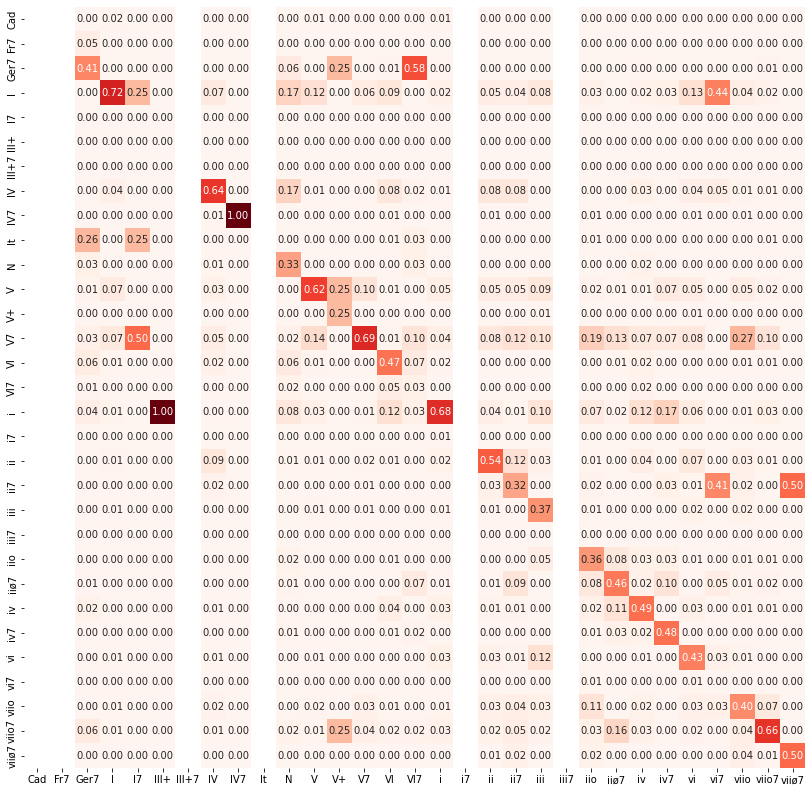 Cad 0.00 0.02 0.00 0.00 0.00 0.00 0.00 0.01 0.00 0.00 0.00 0.00 0.01 0.00 0.00 0.00 0.00 0.00 0.00 0.00 0.00 0.00 0.00 0.00 0.00
Fr7 0.05 0.00 0.00 0.00 0.00 0.00 0.00 0.00 0.00 0.00 0.00 0.00 0.00 0.00 0.00 0.00 0.00 0.00 0.00 0.00 0.00 0.00 0.00 0.00 0.00
Ger7 0.41 0.00 0.00 0.00 0.00 0.00 0.06 0.00 0.25 0.00 0.01 0.58 0.00 0.00 0.00 0.00 0.00 0.00 0.00 0.00 0.00 0.00 0.00 0.01 0.00
I 0.00 0.72 0.25 0.00 0.07 0.00 0.17 0.12 0.00 0.06 0.09 0.00 0.02 0.05 0.04 0.08 0.03 0.00 0.02 0.03 0.13 0.44 0.04 0.02 0.00
I7 0.00 0.00 0.00 0.00 0.00 0.00 0.00 0.00 0.00 0.00 0.00 0.00 0.00 0.00 0.00 0.00 0.00 0.00 0.00 0.00 0.00 0.00 0.00 0.00 0.00
III+ 0.00 0.00 0.00 0.00 0.00 0.00 0.00 0.00 0.00 0.00 0.00 0.00 0.00 0.00 0.00 0.00 0.00 0.00 0.00 0.00 0.00 0.00 0.00 0.00 0.00
III+7 0.00 0.00 0.00 0.00 0.00 0.00 0.00 0.00 0.00 0.00 0.00 0.00 0.00 0.00 0.00 0.00 0.00 0.00 0.00 0.00 0.00 0.00 0.00 0.00 0.00
IV 0.00 0.04 0.00 0.00 0.64 0.00 0.17 0.01 0.00 0.00 0.08 0.02 0.01 0.08 0.08 0.00 0.00 0.00 0.03 0.00 0.04 0.05 0.01 0.01 0.00
IV7 0.00 0.00 0.00 0.00 0.01 1.00 0.00 0.00 0.00 0.00 0.01 0.00 0.00 0.01 0.00 0.00 0.01 0.00 0.00 0.01 0.00 0.00 0.01 0.00 0.00
It 0.26 0.00 0.25 0.00 0.00 0.00 0.00 0.00 0.00 0.00 0.01 0.03 0.00 0.00 0.00 0.00 0.01 0.00 0.00 0.00 0.00 0.00 0.00 0.01 0.00
N 0.03 0.00 0.00 0.00 0.01 0.00 0.33 0.00 0.00 0.00 0.00 0.03 0.00 0.00 0.00 0.00 0.00 0.00 0.02 0.00 0.00 0.00 0.00 0.00 0.00
V 0.01 0.07 0.00 0.00 0.03 0.00 0.00 0.62 0.25 0.10 0.01 0.00 0.05 0.05 0.05 0.09 0.02 0.01 0.01 0.07 0.05 0.00 0.05 0.02 0.00
V+ 0.00 0.00 0.00 0.00 0.00 0.00 0.00 0.00 0.25 0.00 0.00 0.00 0.00 0.00 0.00 0.01 0.00 0.00 0.00 0.00 0.00 0.00 0.00 0.00 0.00
V7 0.03 0.07 0.50 0.00 0.05 0.00 0.02 0.14 0.00 0.69 0.01 0.10 0.04 0.08 0.12 0.10 0.19 0.13 0.07 0.07 0.08 0.00 0.27 0.10 0.00
VI 0.06 0.01 0.00 0.00 0.02 0.00 0.06 0.01 0.00 0.00 0.47 0.07 0.02 0.00 0.00 0.00 0.00 0.01 0.02 0.00 0.00 0.00 0.01 0.01 0.00
VI7 0.01 0.00 0.00 0.00 0.00 0.00 0.02 0.00 0.00 0.00 0.05 0.03 0.00 0.00 0.00 0.00 0.00 0.00 0.02 0.00 0.00 0.00 0.00 0.00 0.00
i 0.04 0.01 0.00 1.00 0.00 0.00 0.08 0.03 0.00 0.01 0.12 0.03 0.68 0.04 0.01 0.10 0.07 0.02 0.12 0.17 0.06 0.00 0.01 0.03 0.00
i7 0.00 0.00 0.00 0.00 0.00 0.00 0.00 0.00 0.00 0.00 0.00 0.00 0.01 0.00 0.00 0.00 0.00 0.00 0.00 0.00 0.00 0.00 0.00 0.00 0.00
ii 0.00 0.01 0.00 0.00 0.09 0.00 0.01 0.01 0.00 0.02 0.01 0.00 0.02 0.54 0.12 0.03 0.01 0.00 0.04 0.00 0.07 0.00 0.03 0.01 0.00
ii7 0.00 0.00 0.00 0.00 0.02 0.00 0.00 0.00 0.00 0.01 0.00 0.00 0.00 0.03 0.32 0.00 0.02 0.00 0.00 0.03 0.01 0.41 0.02 0.00 0.50
iii 0.00 0.01 0.00 0.00 0.00 0.00 0.00 0.01 0.00 0.00 0.01 0.00 0.01 0.01 0.00 0.37 0.01 0.00 0.00 0.00 0.02 0.00 0.02 0.00 0.00
iii7 0.00 0.00 0.00 0.00 0.00 0.00 0.00 0.00 0.00 0.00 0.00 0.00 0.00 0.00 0.00 0.00 0.00 0.00 0.00 0.00 0.00 0.00 0.00 0.00 0.00
iio 0.00 0.00 0.00 0.00 0.00 0.00 0.02 0.00 0.00 0.00 0.01 0.00 0.00 0.00 0.00 0.05 0.36 0.08 0.03 0.03 0.01 0.00 0.01 0.01 0.00
iiø7 0.01 0.00 0.00 0.00 0.00 0.00 0.01 0.00 0.00 0.00 0.00 0.07 0.01 0.01 0.09 0.00 0.08 0.46 0.02 0.10 0.00 0.05 0.01 0.02 0.00
iv 0.02 0.01 0.00 0.00 0.01 0.00 0.00 0.00 0.00 0.00 0.04 0.00 0.03 0.01 0.01 0.00 0.02 0.11 0.49 0.00 0.03 0.00 0.01 0.01 0.00
iv7 0.00 0.00 0.00 0.00 0.00 0.00 0.01 0.00 0.00 0.00 0.01 0.02 0.00 0.00 0.00 0.00 0.01 0.03 0.02 0.48 0.00 0.00 0.00 0.00 0.00
vi 0.00 0.01 0.00 0.00 0.01 0.00 0.00 0.01 0.00 0.00 0.00 0.00 0.03 0.03 0.01 0.12 0.00 0.00 0.01 0.00 0.43 0.03 0.01 0.00 0.00
vi7 0.00 0.00 0.00 0.00 0.00 0.00 0.00 0.00 0.00 0.00 0.00 0.00 0.00 0.00 0.00 0.00 0.01 0.00 0.00 0.00 0.01 0.00 0.00 0.00 0.00
viio 0.00 0.01 0.00 0.00 0.02 0.00 0.00 0.02 0.00 0.03 0.01 0.00 0.01 0.03 0.04 0.03 0.11 0.00 0.02 0.00 0.03 0.03 0.40 0.07 0.00
viio7 0.06 0.01 0.00 0.00 0.01 0.00 0.02 0.01 0.25 0.04 0.02 0.02 0.03 0.02 0.05 0.02 0.03 0.16 0.03 0.00 0.02 0.00 0.04 0.66 0.00
viiø7 0.00 0.00 0.00 0.00 0.00 0.00 0.00 0.00 0.00 0.00 0.00 0.00 0.00 0.01 0.02 0.00 0.02 0.00 0.00 0.00 0.00 0.00 0.04 0.01 0.50
Cad Fr7 Ger7 I I7 III+ III+7 IV IV7 It N V V+ V7 VI VI7 i i7 ii ii7 iii iii7 iio iiø7 iv iv7 vi vi7 viio viio7 viiø7